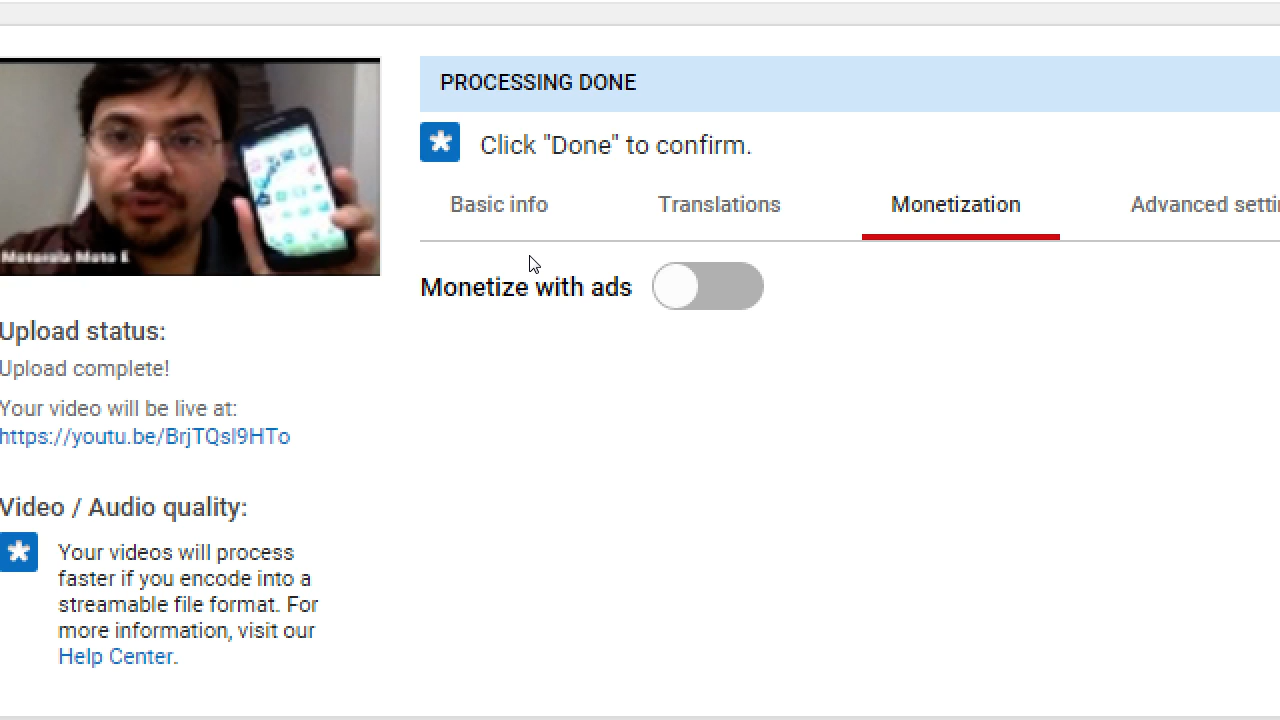 PROCESSING DONE
Click "Done" to confirm.
Basic info Translations Monetization Advanced setti
Monetize with ads
Motorola Moto E
Upload status:
Upload complete!
Your video will be live at:
https://youtu.be/BrjTQsI9HTo
Video / Audio quality:
Your videos will process
faster if you encode into a
streamable file format. For
more information, visit our
Help Center.